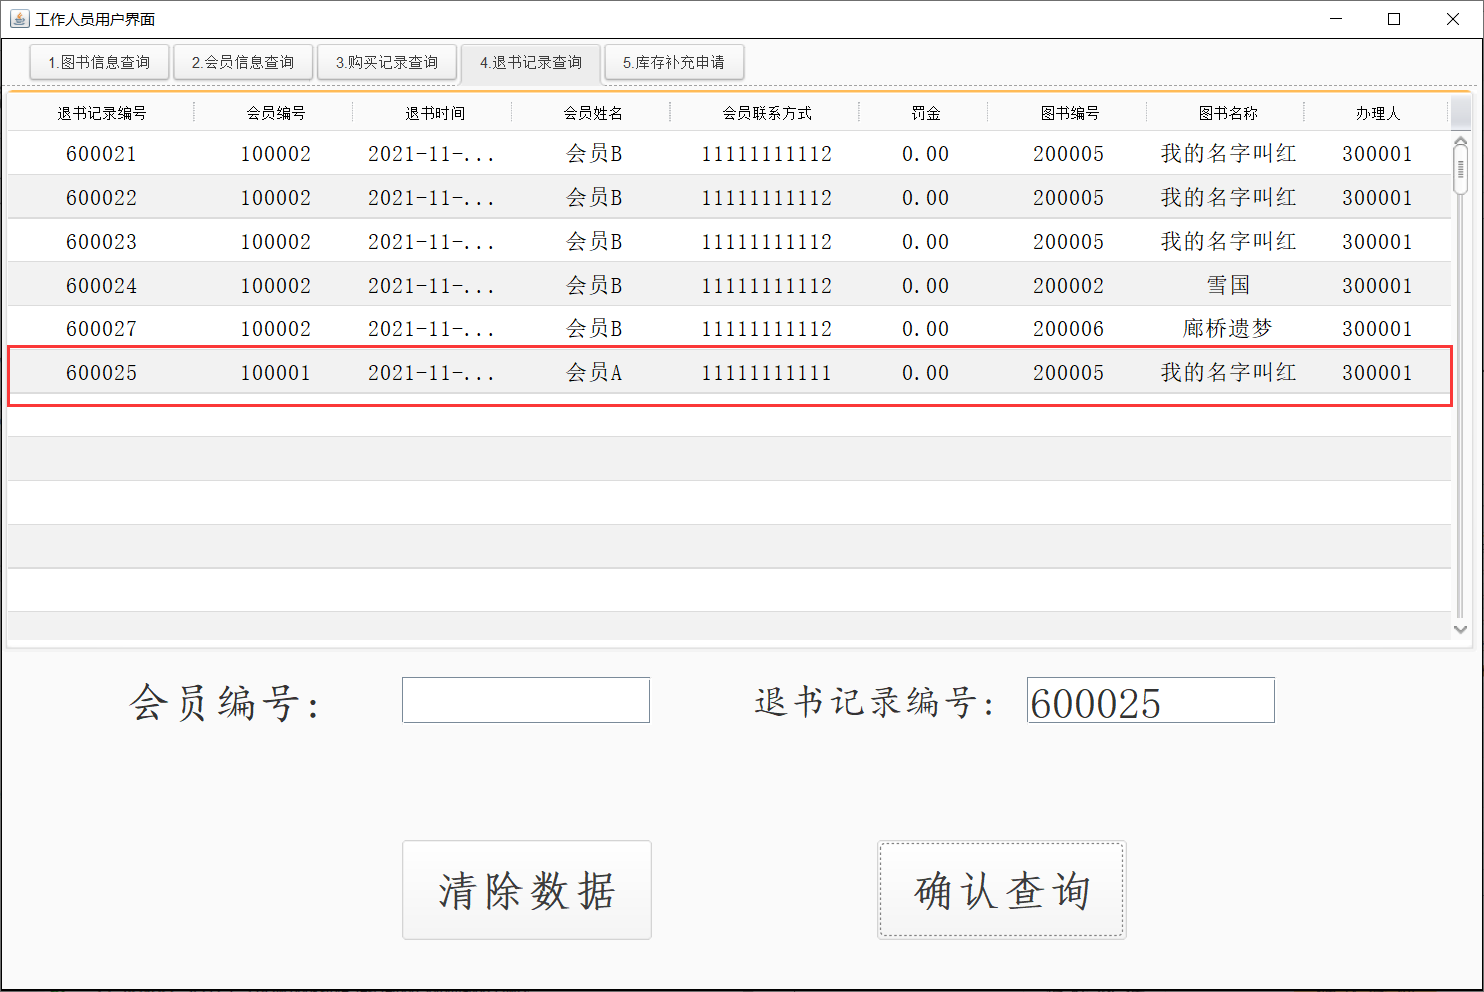 工作人员用户界面
1.图书信息查询 2.会员信息查询 3.购买记录查询 4.退书记录查询 5.库存补充申请
退书记录编号 会员编号 退书时间 会员姓名 会员联系方式 罚金 图书编号 图书名称 办理人
600021 100002 2021-11-... 会员B 11111111112 0.00 200005 我的名字叫红 300001
600022 100002 2021-11-... 会员B 11111111112 0.00 200005 我的名字叫红 300001
600023 100002 2021-11-... 会员B 11111111112 0.00 200005 我的名字叫红 300001
600024 100002 2021-11-... 会员B 11111111112 0.00 200002 雪国 300001
600027 100002 2021-11-... 会员B 11111111112 0.00 200006 廊桥遗梦 300001
600025 100001 2021-11-... 会员A 11111111111 0.00 200005 我的名字叫红 300001
会员编号： 退书记录编号： 600025
清除数据 确认查询